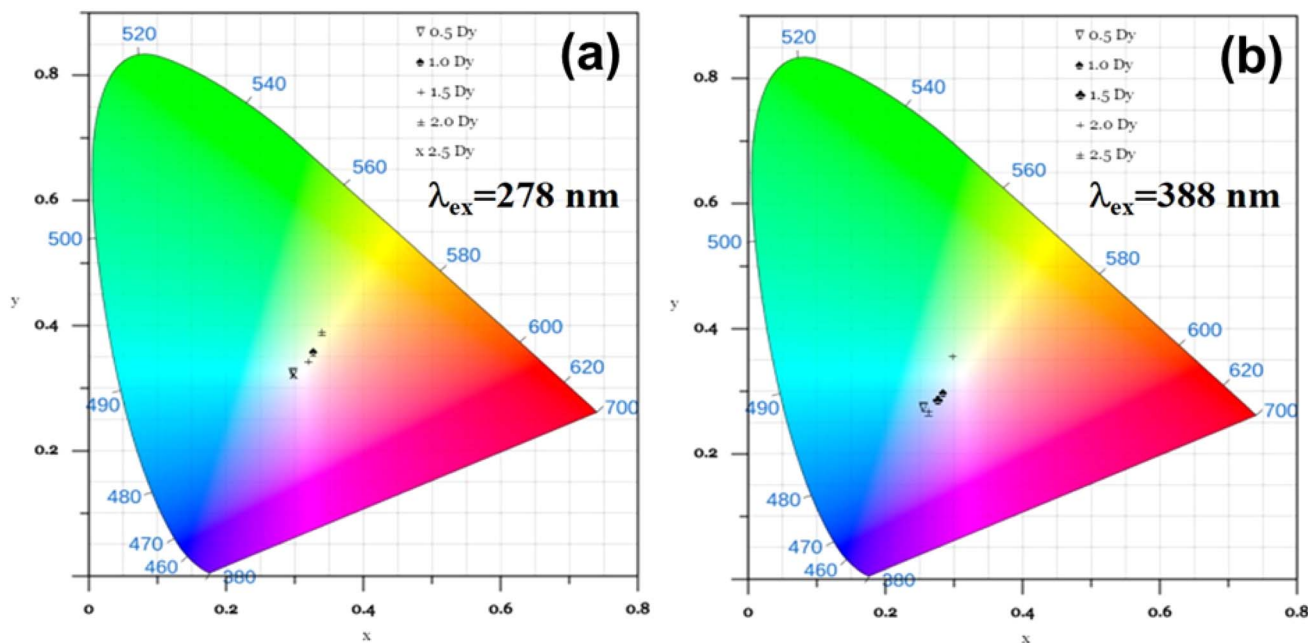 (a)
520
540
560
580
600
620
700
500
490
480
470
460
380
▽ 0.5 Dy
♠ 1.0 Dy
+ 1.5 Dy
± 2.0 Dy
x 2.5 Dy
λex=278 nm
y
0.8
0.6
0.4
0.2
0
0.2
0.4
0.6
0.8
x
(b)
520
540
560
580
600
620
700
500
490
480
470
460
380
▽ 0.5 Dy
♠ 1.0 Dy
♣ 1.5 Dy
+ 2.0 Dy
± 2.5 Dy
λex=388 nm
y
0.8
0.6
0.4
0.2
0
0.2
0.4
0.6
0.8
x